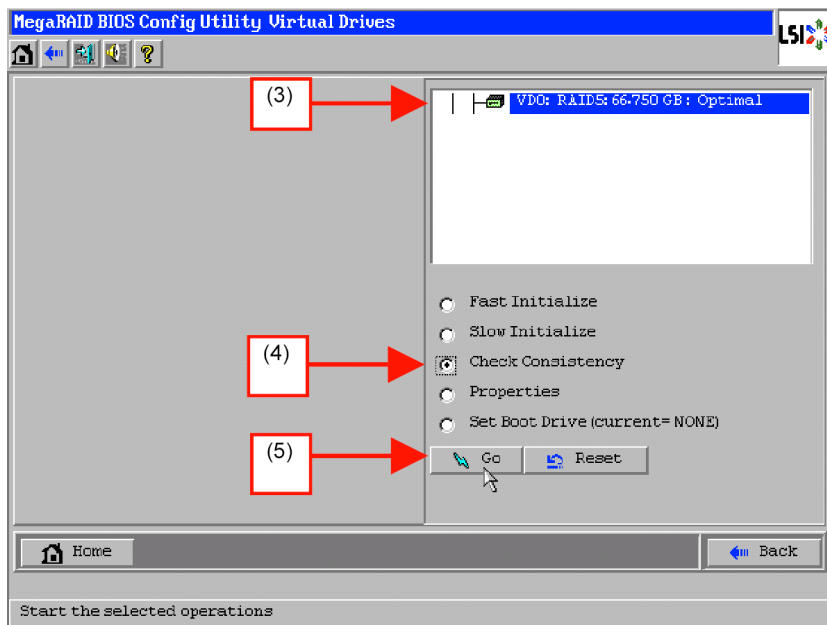 MegaRAID BIOS Config Utility Virtual Drives
LSI
(3)
VD0: RAID5: 66.750 GB: Optimal
Fast Initialize
Slow Initialize
(4)
Check Consistency
Properties
Set Boot Drive (current= NONE)
(5)
Go
Reset
Home
Back
Start the selected operations